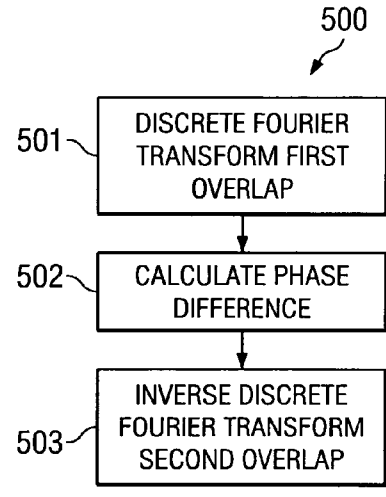 500
501
DISCRETE FOURIER
TRANSFORM FIRST
OVERLAP
502
CALCULATE PHASE
DIFFERENCE
503
INVERSE DISCRETE
FOURIER TRANSFORM
SECOND OVERLAP